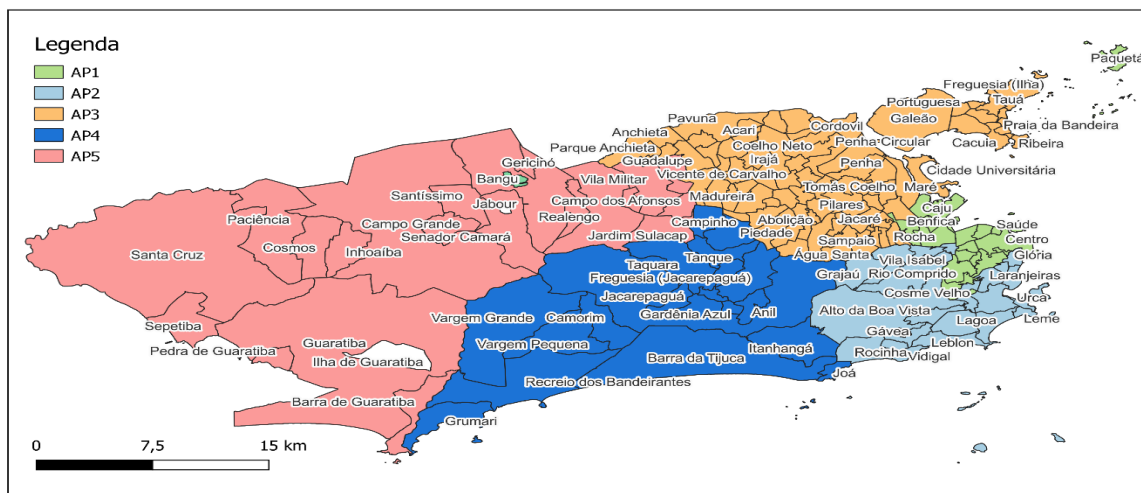 Legenda
AP1
AP2
AP3
AP4
AP5
Paquetá
Freguesia (Ilha)
Portuguesa
Tauá
Galeão
Pavuna
Praia da Bandeira
Anchieta
Acari
Cordovil
Parque Anchieta
Coelho Neto
Penha Circular
Cacuia
Ribeira
Gericinó
Guadalupe
Irajá
Penha
Cidade Universitária
Bangu
Vila Militar
Vicente de Carvalho
Santíssimo
Jabour
Campo dos Afonsos
Madureira
Tomás Coelho
Maré
Caju
Paciência
Campo Grande
Realengo
Campinho
Abolição
Pilares
Jacaré
Benfica
Saúde
Senador Camará
Jardim Sulacap
Piedade
Sampaio
Rocha
Centro
Santa Cruz
Cosmos
Inhoaíba
Tanque
Água Santa
Vila Isabel
Glória
Taquara
Freguesia (Jacarepaguá)
Grajaú
Rio Comprido
Laranjeiras
Jacarepaguá
Cosme Velho
Urca
Sepetiba
Vargem Grande
Camorim
Gardênia Azul
Anil
Alto da Boa Vista
Lagoa
Leme
Pedra de Guaratiba
Guaratiba
Vargem Pequena
Itanhangá
Gávea
Leblon
Ilha de Guaratiba
Barra da Tijuca
Rocinha
Vidigal
Recreio dos Bandeirantes
Joá
Barra de Guaratiba
Grumari
0 7,5 15 km